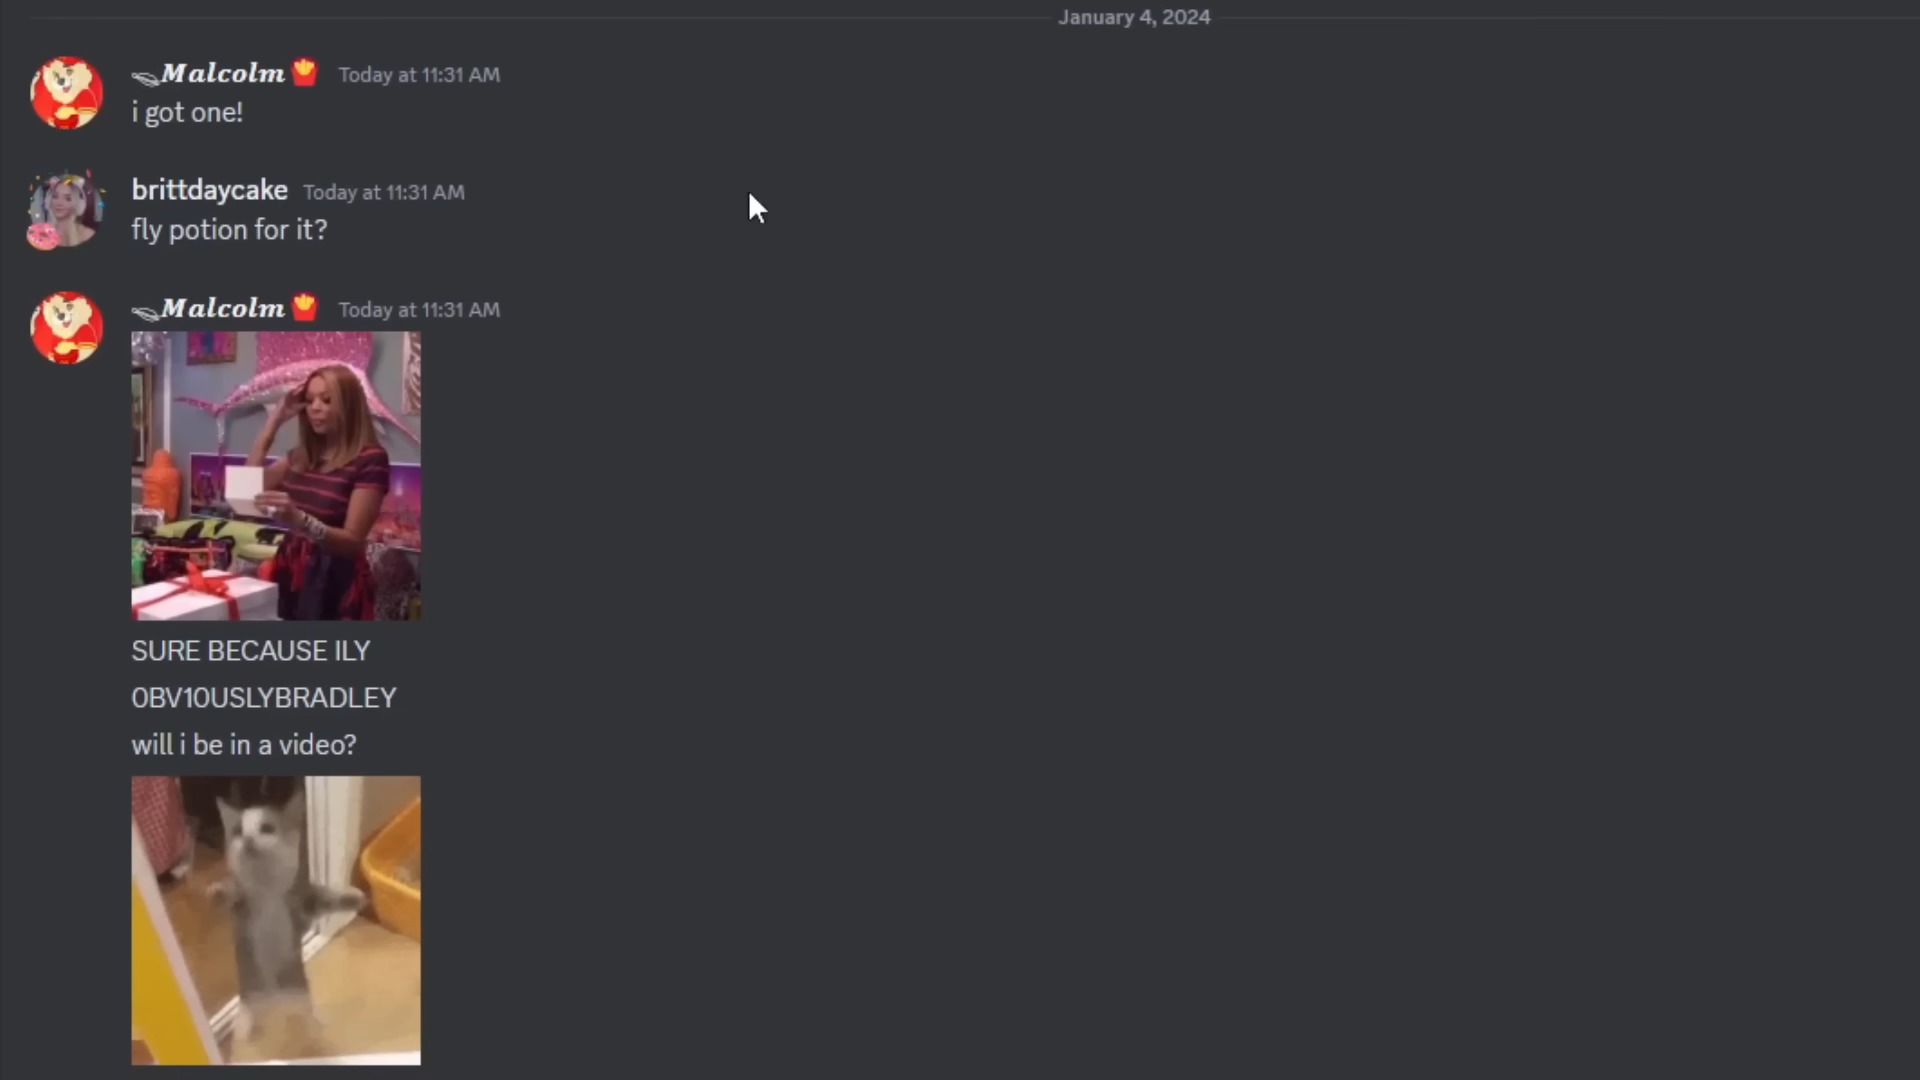 January 4, 2024
Malcolm Today at 11:31 AM
i got one!
brittdaycake Today at 11:31 AM
fly potion for it?
Malcolm Today at 11:31 AM
SURE BECAUSE ILY
0BV10USLYBRADLEY
will i be in a video?